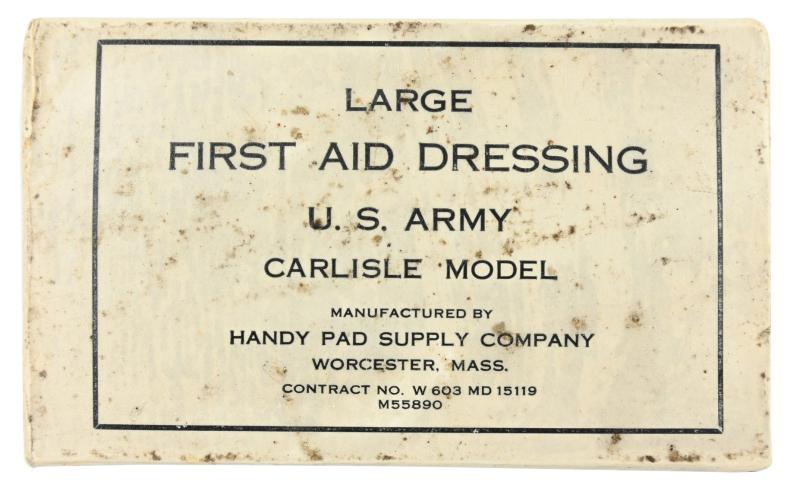 LARGE
FIRST AID DRESSING
U. S. ARMY
CARLISLE MODEL
MANUFACTURED BY
HANDY PAD SUPPLY COMPANY
WORCESTER, MASS.
CONTRACT NO. W 603 MD 15119
M55890